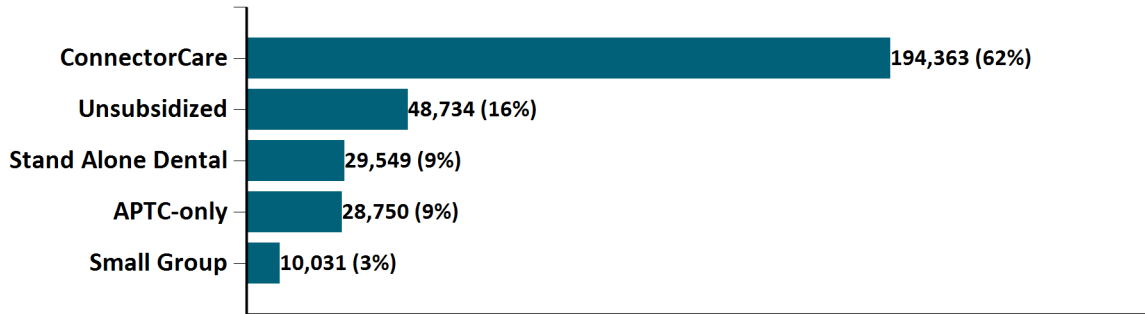 ConnectorCare 194,363 (62%)
Unsubsidized 48,734 (16%)
Stand Alone Dental 29,549 (9%)
APTC-only 28,750 (9%)
Small Group 10,031 (3%)